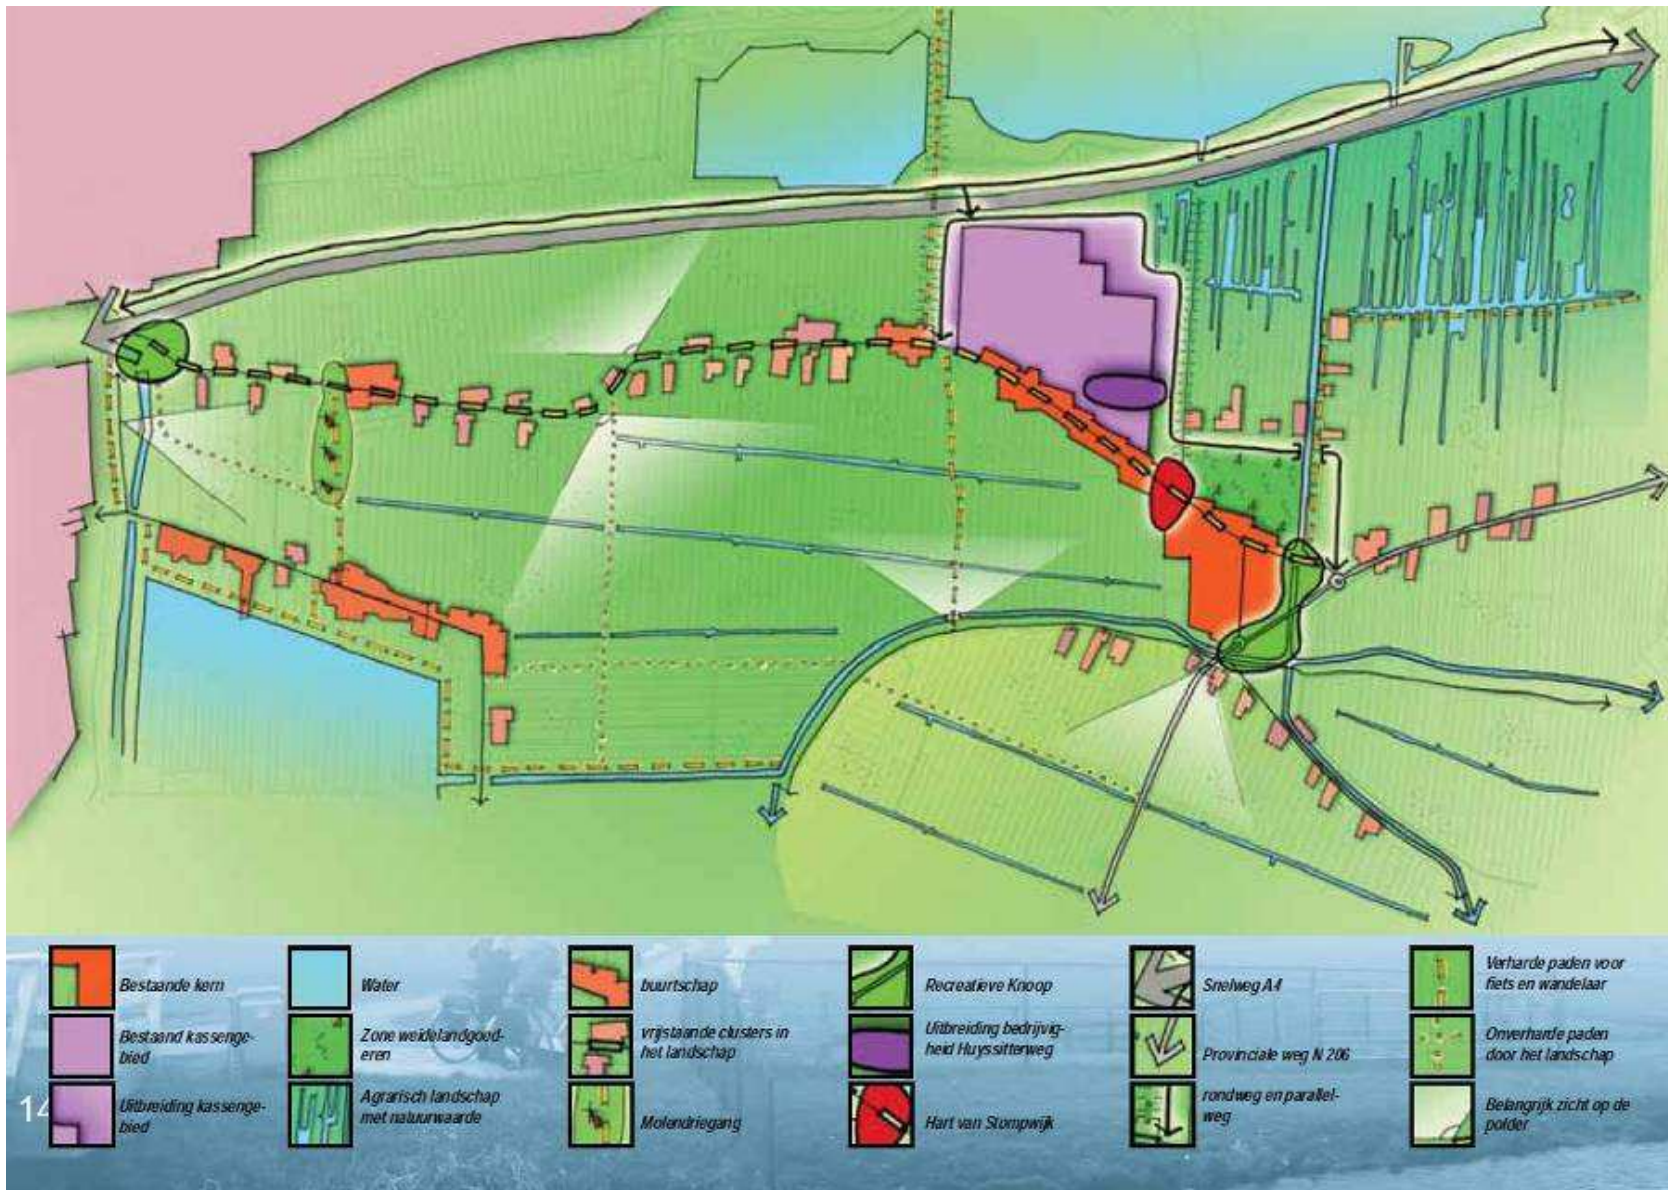 P
Bestaande kern
Bestaand kassenge-
bied
Uitbreiding kassenge-
bied
Water
Zone weidelandgoed-
eren
Agrarisch landschap
met natuurwaarde
buurtschap
vrijstaande clusters in
het landschap
Molendriegang
Recreatieve Knoop
Uitbreiding bedrijvig-
heid Huyssitterweg
Hart van Stompwijk
Snelweg A4
Provinciale weg N 206
rondweg en parallel-
weg
Verharde paden voor
fiets en wandelaar
Onverharde paden
door het landschap
Belangrijk zicht op de
polder
14